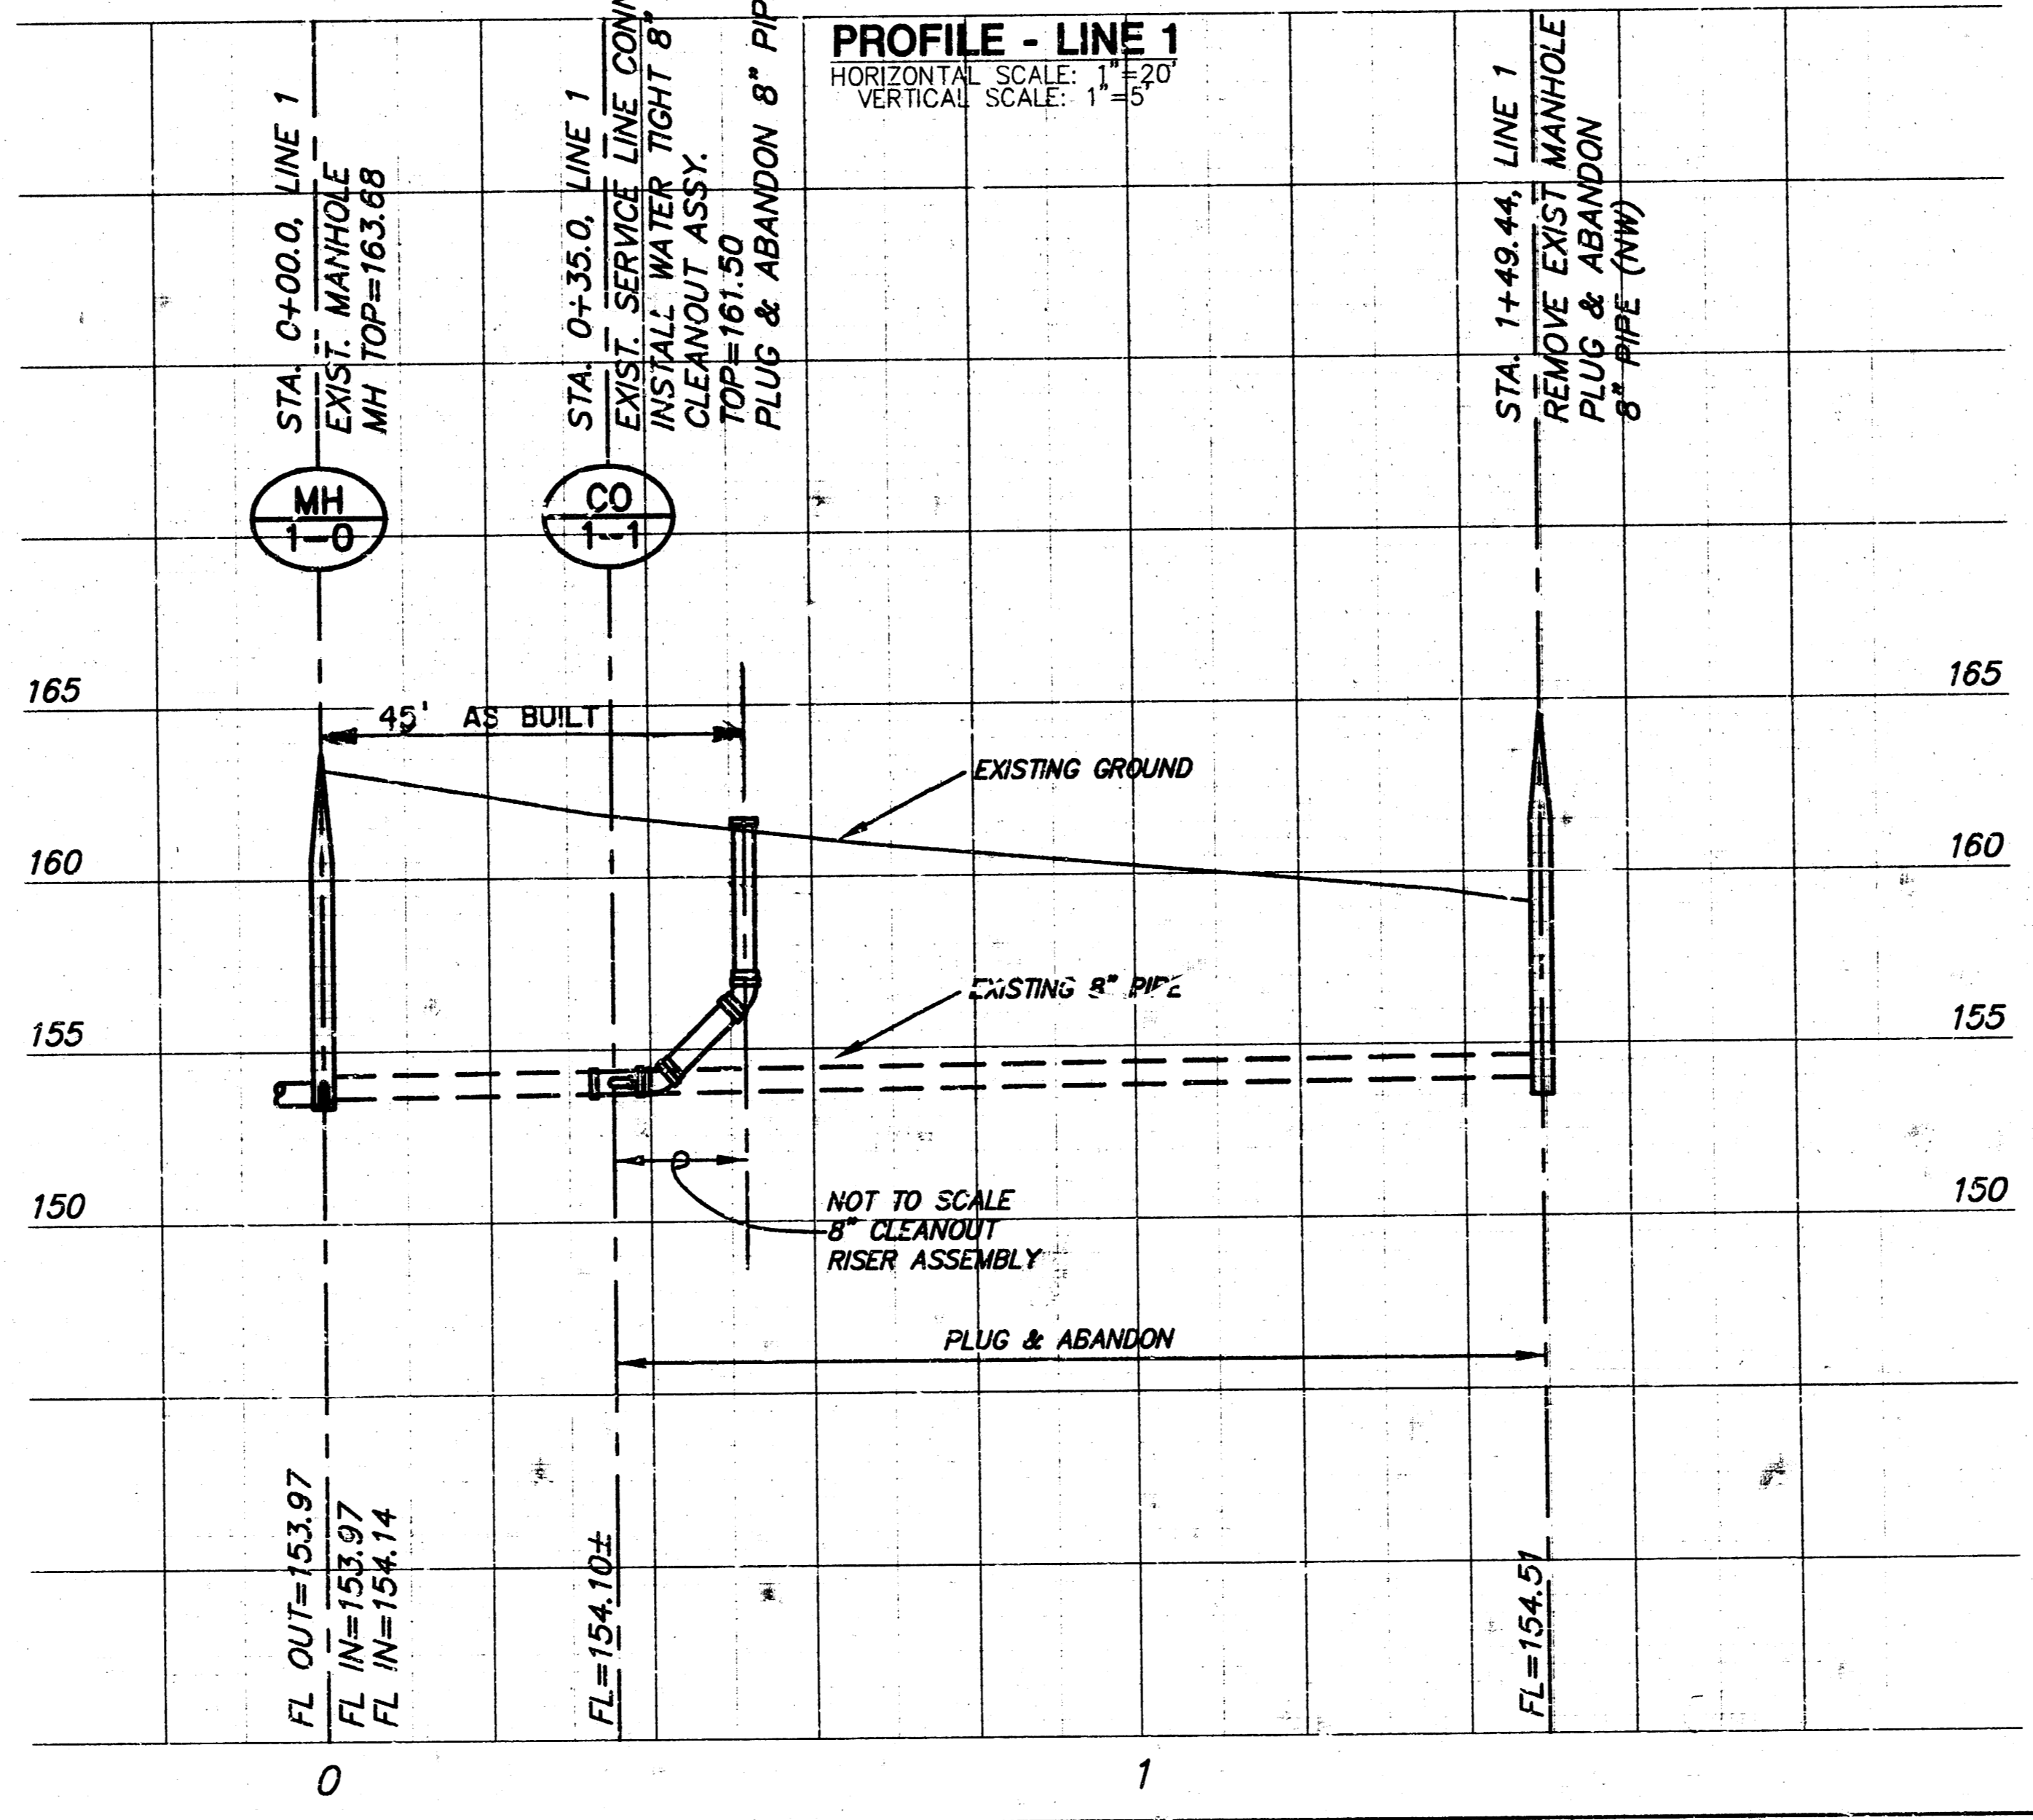 PROFILE - LINE 1
HORIZONTAL SCALE: 1"=20'
VERTICAL SCALE: 1"=5'
STA. 0+00.0, LINE 1
EXIST. MANHOLE
MH TOP=163.68
STA. 0+35.0, LINE 1
EXIST. SERVICE LINE
INSTALL WATER TIGHT 8"
CLEANOUT ASSY.
TOP=161.50
PLUG & ABANDON 8"
STA. 1+49.44, LINE 1
REMOVE EXIST MANHOLE
PLUG & ABANDON
8" PIPE (NW)
MH
1-0
CO
1-1
165
165
45' AS BUILT
EXISTING GROUND
160
160
EXISTING 8" PIPE
155
155
150
150
NOT TO SCALE
8" CLEANOUT
RISER ASSEMBLY
PLUG & ABANDON
FL OUT=153.97
FL IN=153.97
FL IN=154.14
FL=154.10±
FL=154.51
0
1